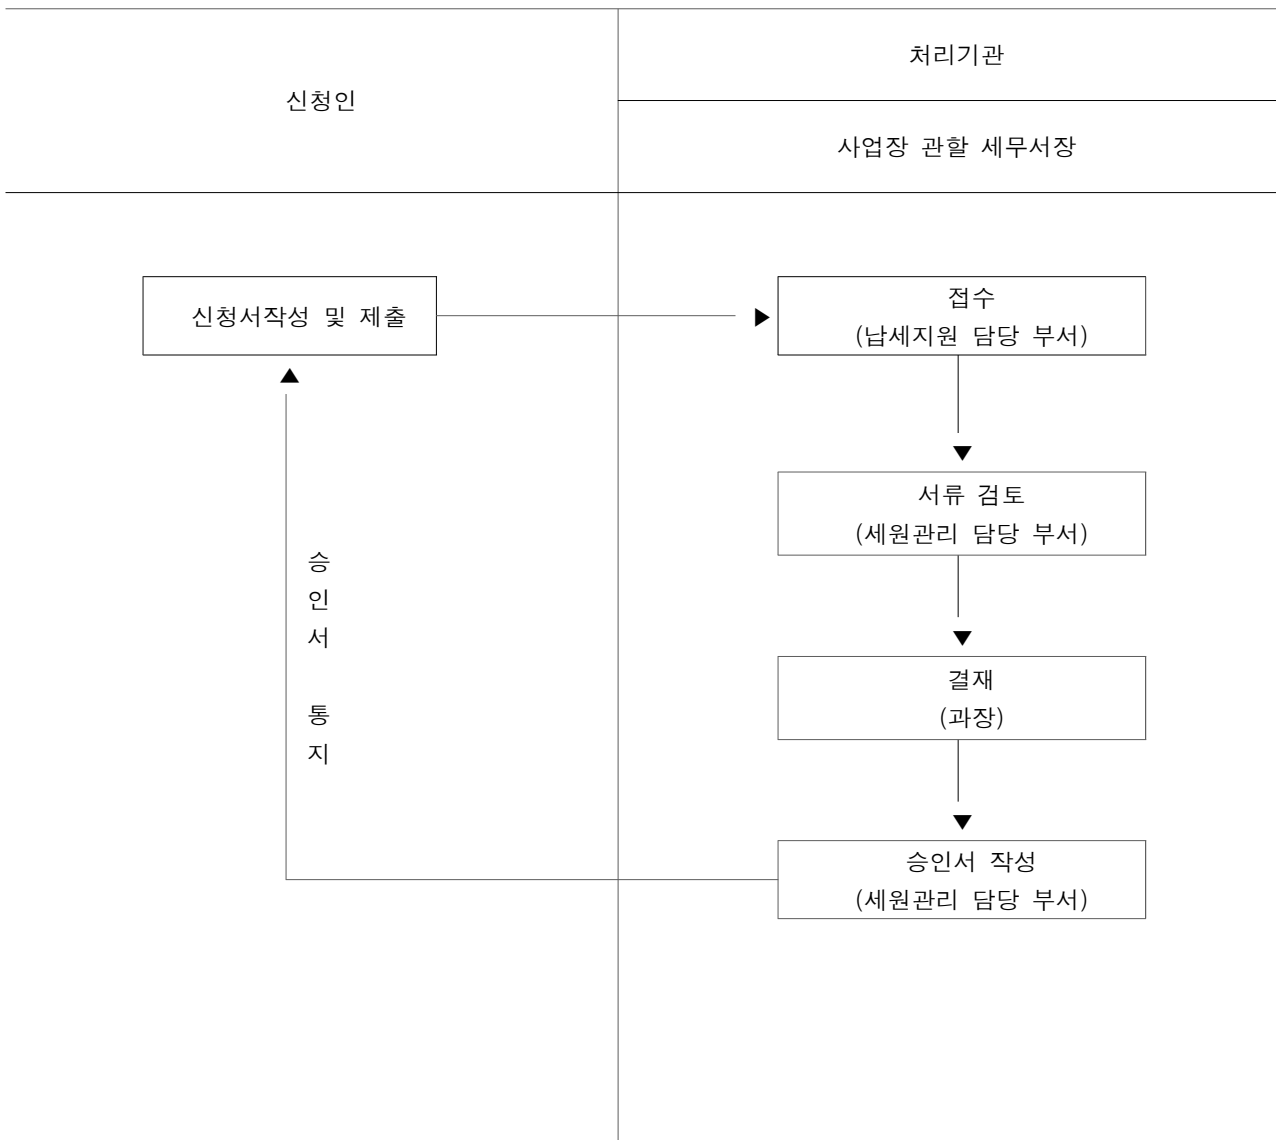 신청인
처리기관
사업장 관할 세무서장
신청서작성 및 제출
접수
(납세지원 담당 부서)
서류 검토
(세원관리 담당 부서)
결재
(과장)
승인서 작성
(세원관리 담당 부서)
승
인
서
통
지